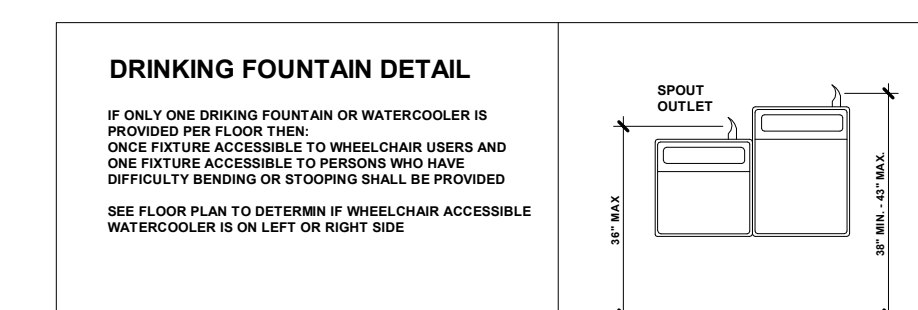 DRINKING FOUNTAIN DETAIL
IF ONLY ONE DRIKING FOUNTAIN OR WATERCOOLER IS
PROVIDED PER FLOOR THEN:
ONCE FIXTURE ACCESSIBLE TO WHEELCHAIR USERS AND
ONE FIXTURE ACCESSIBLE TO PERSONS WHO HAVE
DIFFICULTY BENDING OR STOOPING SHALL BE PROVIDED
SEE FLOOR PLAN TO DETERMIN IF WHEELCHAIR ACCESSIBLE
WATERCOOLER IS ON LEFT OR RIGHT SIDE
SPOUT
OUTLET
36" MAX
38" MIN. - 43" MAX.